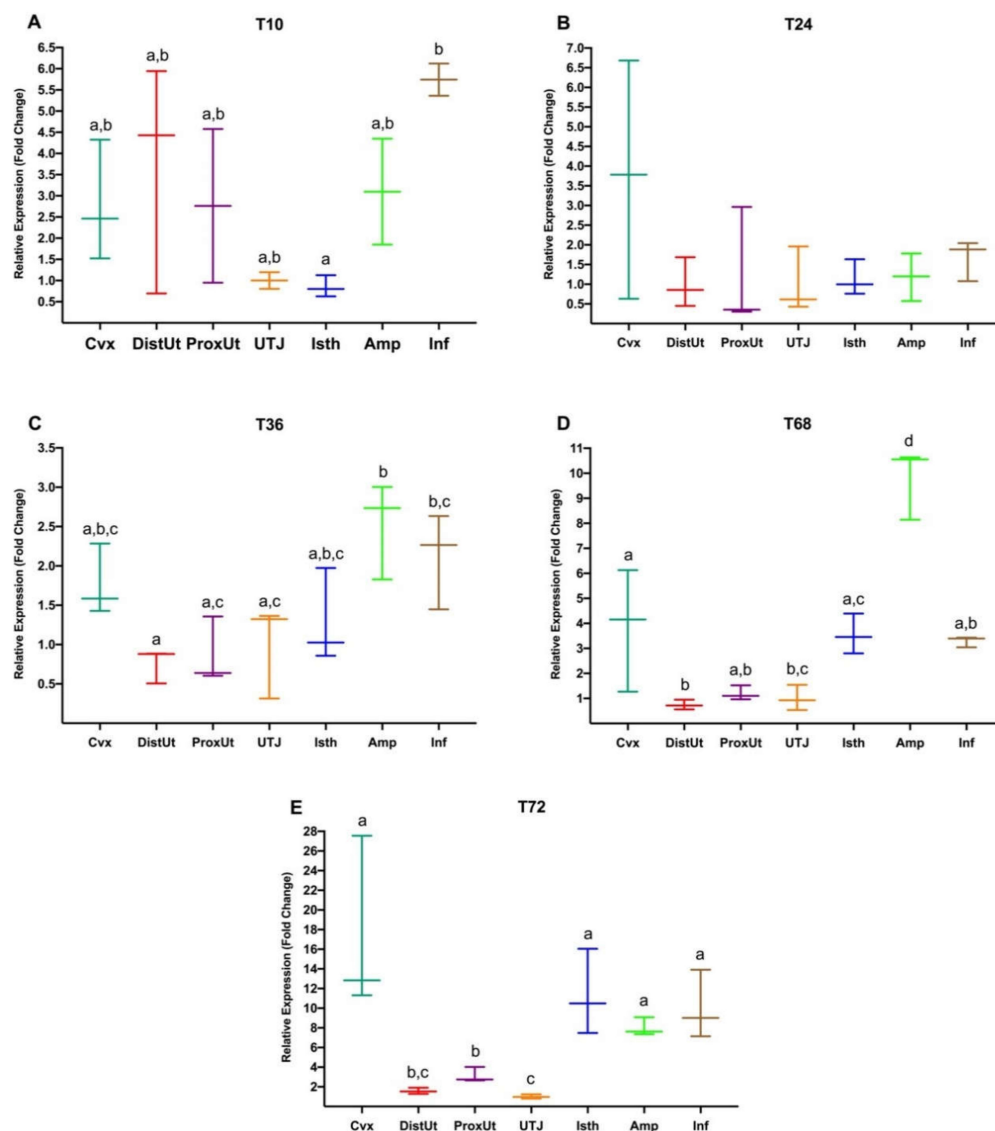 A
T10
Relative Expression (Fold Change)
6.5
6.0
5.5
5.0
4.5
4.0
3.5
3.0
2.5
2.0
1.5
1.0
0.5
a,b
a,b
a,b
a,b
a
a,b
b
Cvx DistUt ProxUt UTJ Isth Amp Inf
B
T24
Relative Expression (Fold Change)
7.0
6.5
6.0
5.5
5.0
4.5
4.0
3.5
3.0
2.5
2.0
1.5
1.0
0.5
Cvx DistUt ProxUt UTJ Isth Amp Inf
C
T36
Relative Expression (Fold Change)
3.5
3.0
2.5
2.0
1.5
1.0
0.5
a,b,c
a
a,c
a,c
a,b,c
b
b,c
Cvx DistUt ProxUt UTJ Isth Amp Inf
D
T68
Relative Expression (Fold Change)
11
10
9
8
7
6
5
4
3
2
1
a
b
a,b
b,c
a,c
d
a,b
Cvx DistUt ProxUt UTJ Isth Amp Inf
E
T72
Relative Expression (Fold Change)
28
26
24
22
20
18
16
14
12
10
8
6
4
2
a
b,c
b
c
a
a
a
Cvx DistUt ProxUt UTJ Isth Amp Inf